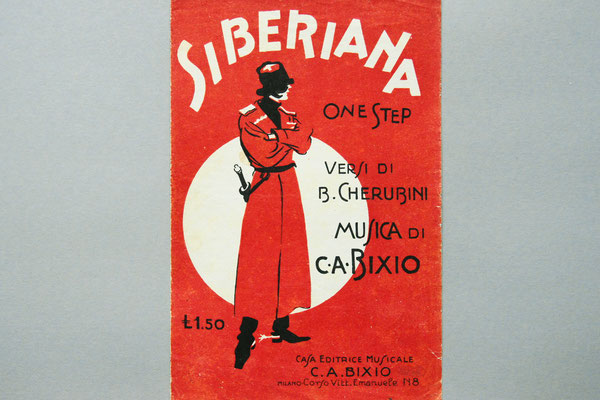 SIBERIANA
ONE STEP
VERSI DI
B. CHERUBINI
MUSICA DI
C.A. BIXIO
₤1.50
CASA EDITRICE MUSICALE
C.A. BIXIO
MILANO CORSO VITT. Emanuele N8